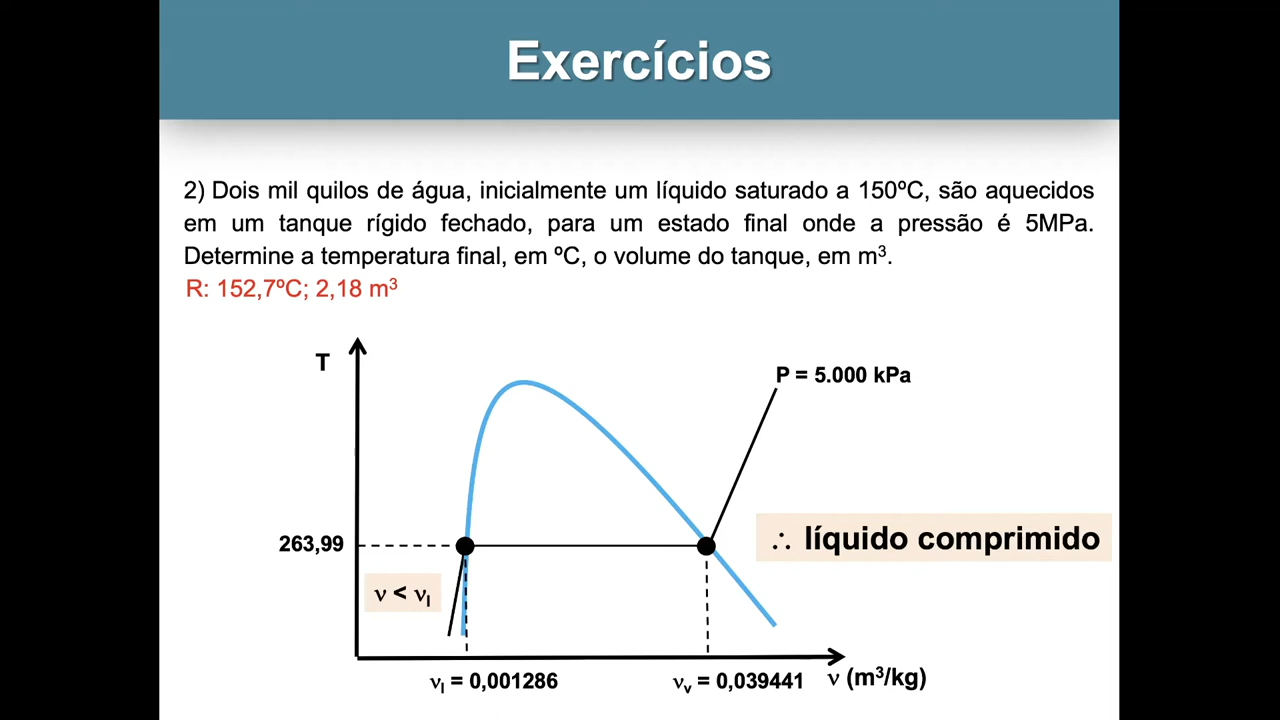 Exercícios
2) Dois mil quilos de água, inicialmente um líquido saturado a 150ºC, são aquecidos
em um tanque rígido fechado, para um estado final onde a pressão é 5MPa.
Determine a temperatura final, em ºC, o volume do tanque, em m³.
R: 152,7ºC; 2,18 m³
T
P = 5.000 kPa
∴ líquido comprimido
263,99
ν < νl
νl = 0,001286
νv = 0,039441
ν (m³/kg)